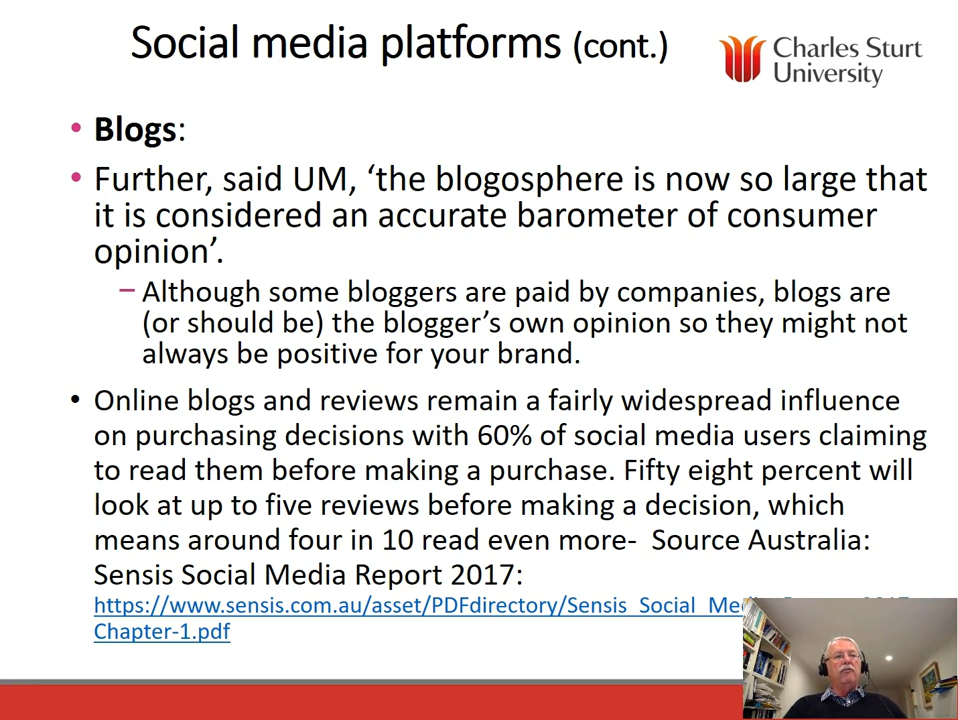 Social media platforms (cont.)
Charles Sturt
University
• Blogs:
• Further, said UM, ‘the blogosphere is now so large that
it is considered an accurate barometer of consumer
opinion’.
– Although some bloggers are paid by companies, blogs are
(or should be) the blogger’s own opinion so they might not
always be positive for your brand.
• Online blogs and reviews remain a fairly widespread influence
on purchasing decisions with 60% of social media users claiming
to read them before making a purchase. Fifty eight percent will
look at up to five reviews before making a decision, which
means around four in 10 read even more- Source Australia:
Sensis Social Media Report 2017:
https://www.sensis.com.au/asset/PDFdirectory/Sensis_Social_Me
Chapter-1.pdf